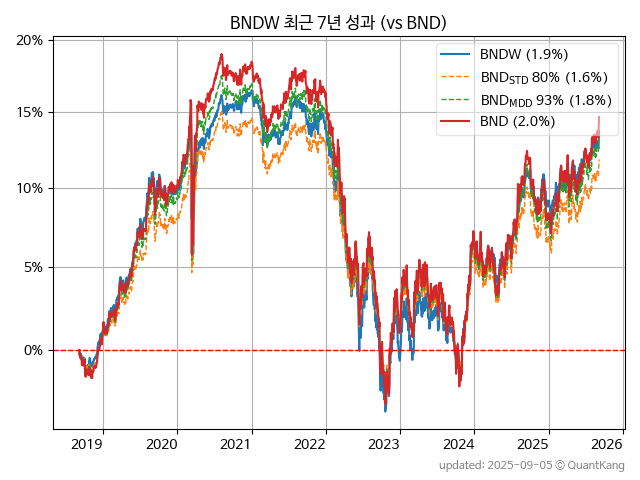 BNDW 최근 7년 성과 (vs BND)
20%
15%
10%
5%
0%
BNDW (1.9%)
BND_STD 80% (1.6%)
BND_MDD 93% (1.8%)
BND (2.0%)
2019 2020 2021 2022 2023 2024 2025 2026
updated: 2025-09-05 © QuantKang